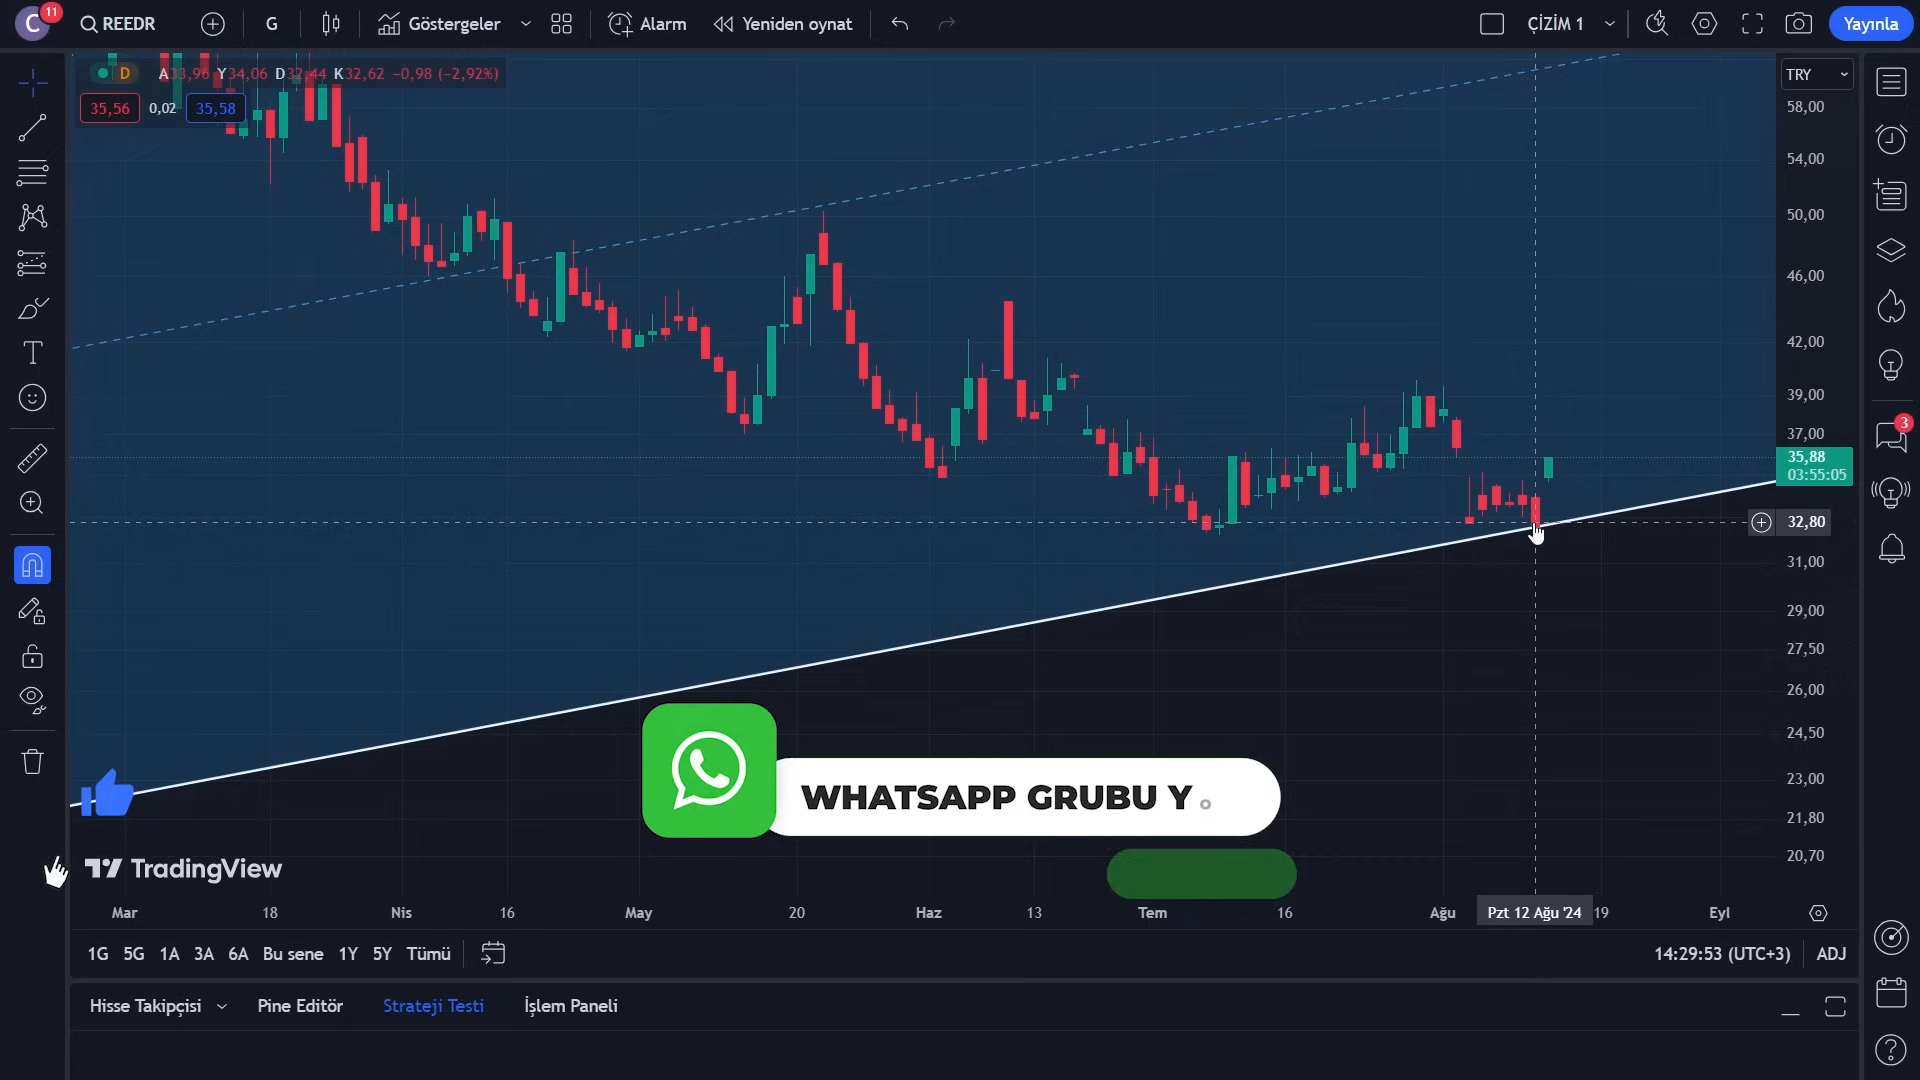 C 11 REEDR G Göstergeler Alarm Yeniden oynat ÇİZİM 1 Yayınla
D A33,96 Y34,06 D32,44 K32,62 −0,98 (−2,92%)
35,56 0,02 35,58
TRY
58,00
54,00
50,00
46,00
42,00
39,00
37,00
35,88
03:55:05
32,80
31,00
29,00
27,50
26,00
24,50
23,00
21,80
20,70
3
WHATSAPP GRUBU Y
TradingView
Mar 18 Nis 16 May 20 Haz 13 Tem 16 Ağu Pzt 12 Ağu '24 19 Eyl
1G 5G 1A 3A 6A Bu sene 1Y 5Y Tümü 14:29:53 (UTC+3) ADJ
Hisse Takipçisi Pine Editör Strateji Testi İşlem Paneli